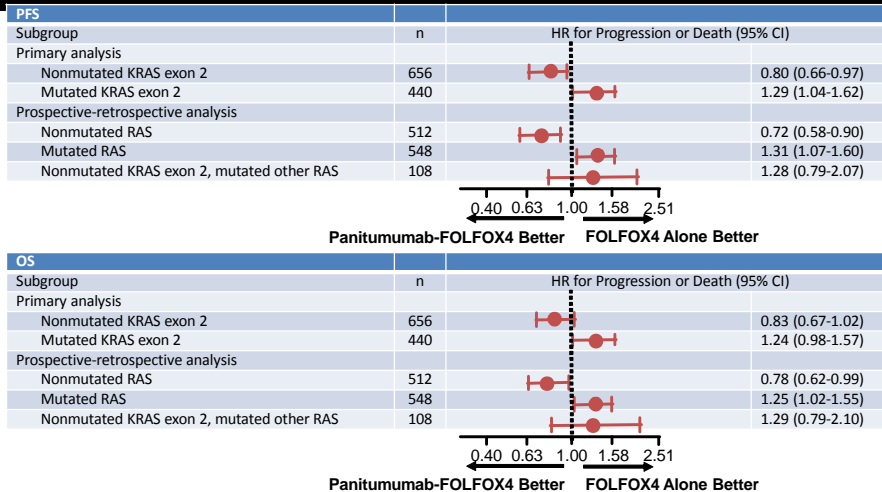 PFS
Subgroup n HR for Progression or Death (95% CI)
Primary analysis
Nonmutated KRAS exon 2 656 0.80 (0.66-0.97)
Mutated KRAS exon 2 440 1.29 (1.04-1.62)
Prospective-retrospective analysis
Nonmutated RAS 512 0.72 (0.58-0.90)
Mutated RAS 548 1.31 (1.07-1.60)
Nonmutated KRAS exon 2, mutated other RAS 108 1.28 (0.79-2.07)
0.40 0.63 1.00 1.58 2.51
Panitumumab-FOLFOX4 Better FOLFOX4 Alone Better
OS
Subgroup n HR for Progression or Death (95% CI)
Primary analysis
Nonmutated KRAS exon 2 656 0.83 (0.67-1.02)
Mutated KRAS exon 2 440 1.24 (0.98-1.57)
Prospective-retrospective analysis
Nonmutated RAS 512 0.78 (0.62-0.99)
Mutated RAS 548 1.25 (1.02-1.55)
Nonmutated KRAS exon 2, mutated other RAS 108 1.29 (0.79-2.10)
0.40 0.63 1.00 1.58 2.51
Panitumumab-FOLFOX4 Better FOLFOX4 Alone Better